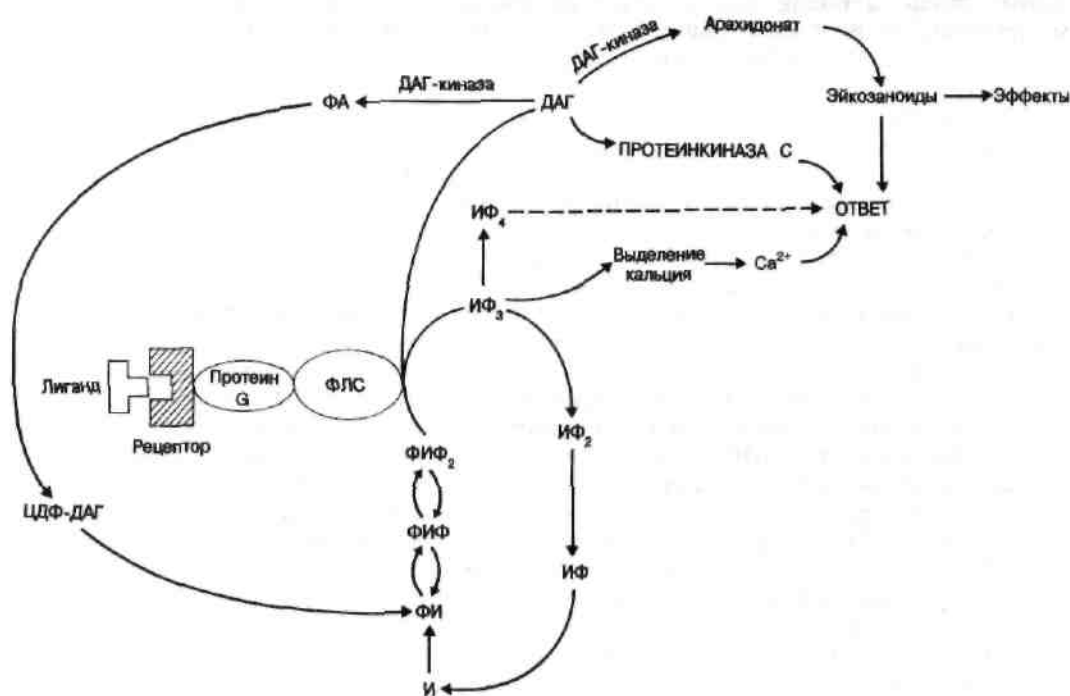 Арахидонат
ДАГ-киназа
ДАГ-киназа
ФА
ДАГ
Эйкозаноиды
Эффекты
ПРОТЕИНКИНАЗА С
ИФ4
ОТВЕТ
Выделение
кальция
Ca2+
ИФ3
Лиганд
Протеин
G
ФЛС
Рецептор
ФИФ2
ИФ2
ЦДФ-ДАГ
ФИФ
ИФ
ФИ
И